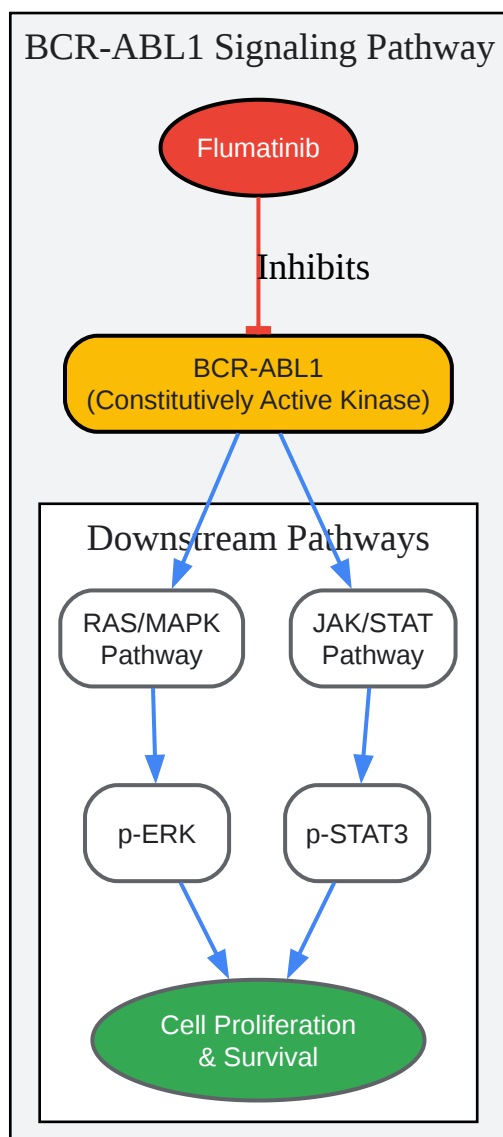 BCR-ABL1 Signaling Pathway
Flumatinib
Inhibits
BCR-ABL1
(Constitutively Active Kinase)
Downstream Pathways
RAS/MAPK
Pathway
JAK/STAT
Pathway
p-ERK
p-STAT3
Cell Proliferation
& Survival